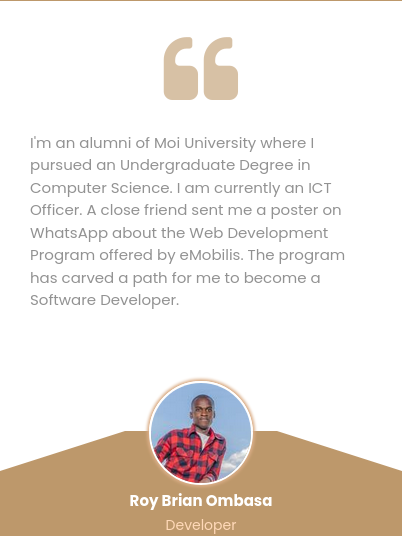 I'm an alumni of Moi University where I
pursued an Undergraduate Degree in
Computer Science. I am currently an ICT
Officer. A close friend sent me a poster on
WhatsApp about the Web Development
Program offered by eMobilis. The program
has carved a path for me to become a
Software Developer.
Roy Brian Ombasa
Developer